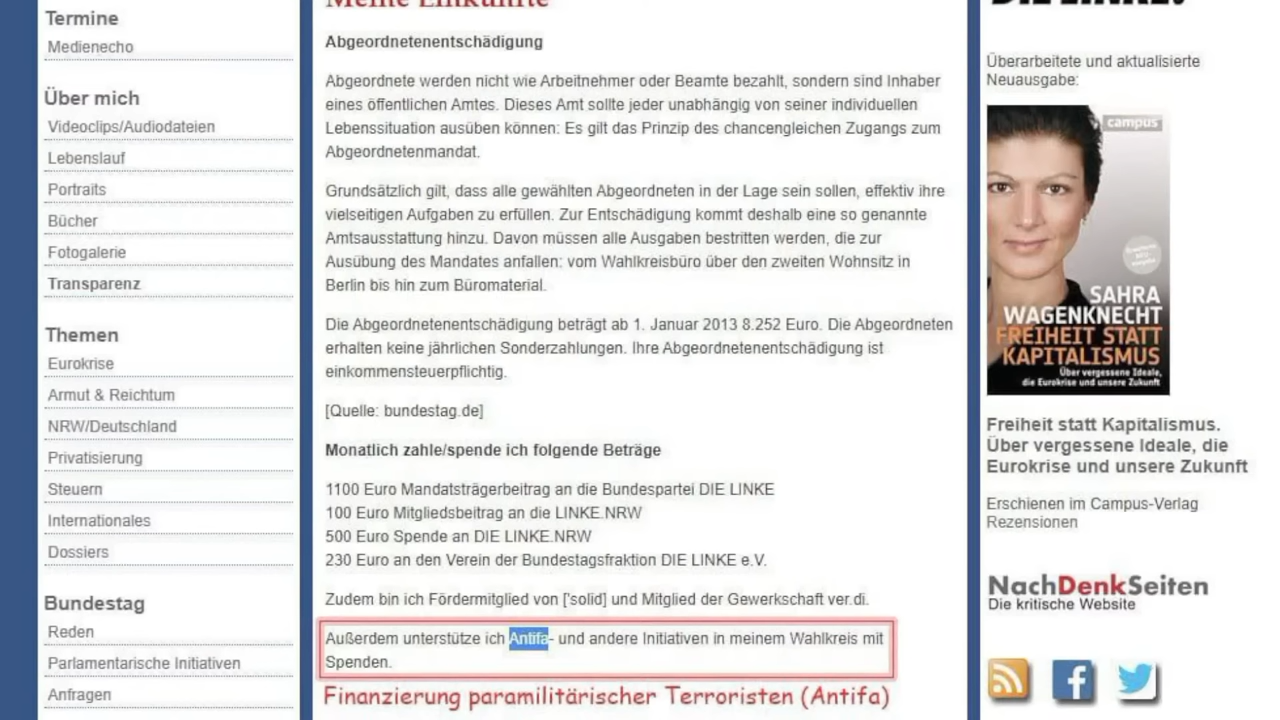 Termine
Medienecho
Über mich
Videoclips/Audiodateien
Lebenslauf
Portraits
Bücher
Fotogalerie
Transparenz
Themen
Eurokrise
Armut & Reichtum
NRW/Deutschland
Privatisierung
Steuern
Internationales
Dossiers
Bundestag
Reden
Parlamentarische Initiativen
Anfragen
Meine Einkünfte
Abgeordnetenentschädigung
Abgeordnete werden nicht wie Arbeitnehmer oder Beamte bezahlt, sondern sind Inhaber
eines öffentlichen Amtes. Dieses Amt sollte jeder unabhängig von seiner individuellen
Lebenssituation ausüben können: Es gilt das Prinzip des chancengleichen Zugangs zum
Abgeordnetenmandat.
Grundsätzlich gilt, dass alle gewählten Abgeordneten in der Lage sein sollen, effektiv ihre
vielseitigen Aufgaben zu erfüllen. Zur Entschädigung kommt deshalb eine so genannte
Amtsausstattung hinzu. Davon müssen alle Ausgaben bestritten werden, die zur
Ausübung des Mandates anfallen: vom Wahlkreisbüro über den zweiten Wohnsitz in
Berlin bis hin zum Büromaterial.
Die Abgeordnetenentschädigung beträgt ab 1. Januar 2013 8.252 Euro. Die Abgeordneten
erhalten keine jährlichen Sonderzahlungen. Ihre Abgeordnetenentschädigung ist
einkommensteuerpflichtig.
[Quelle: bundestag.de]
Monatlich zahle/spende ich folgende Beträge
1100 Euro Mandatsträgerbeitrag an die Bundespartei DIE LINKE
100 Euro Mitgliedsbeitrag an die LINKE.NRW
500 Euro Spende an DIE LINKE.NRW
230 Euro an den Verein der Bundestagsfraktion DIE LINKE e.V.
Zudem bin ich Fördermitglied von ['solid] und Mitglied der Gewerkschaft ver.di.
Außerdem unterstütze ich Antifa- und andere Initiativen in meinem Wahlkreis mit
Spenden.
Finanzierung paramilitärischer Terroristen (Antifa)
DIE LINKE.
Überarbeitete und aktualisierte
Neuausgabe:
campus
SAHRA
WAGENKNECHT
FREIHEIT STATT
KAPITALISMUS
Über vergessene Ideale,
die Eurokrise und unsere Zukunft
Freiheit statt Kapitalismus.
Über vergessene Ideale, die
Eurokrise und unsere Zukunft
Erschienen im Campus-Verlag
Rezensionen
NachDenkSeiten
Die kritische Website